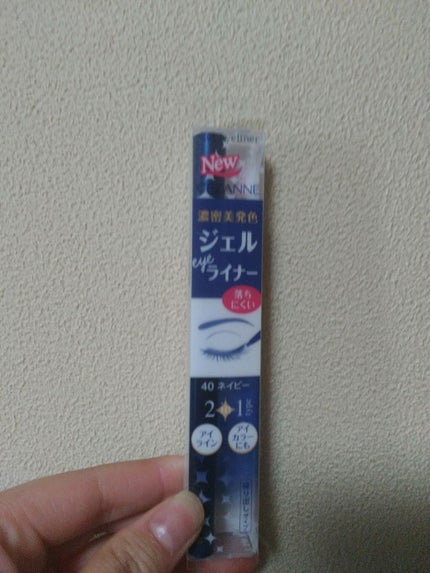 eyeliner
New
CEZANNE
濃密美発色
ジェル
eye
ライナー
落ち
にくい
40 ネイビー
2 1
アイ
ライン
アイ
カラー
にも